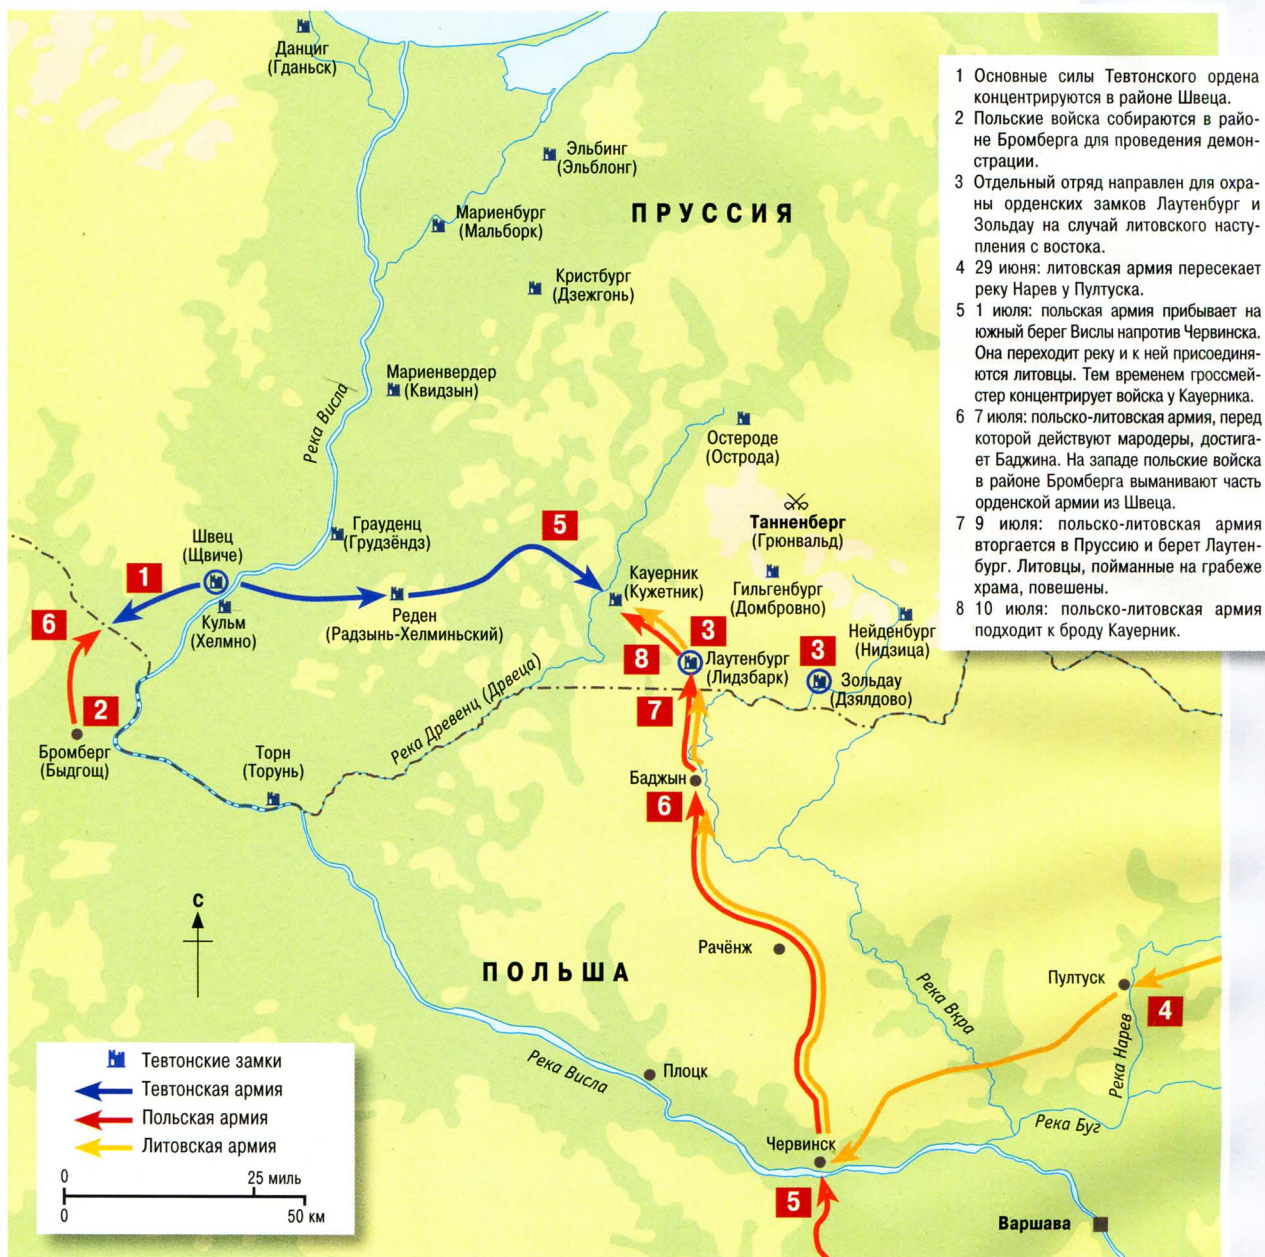 Данциг
(Гданьск)
Эльбинг
(Эльблонг)
ПРУССИЯ
Мариенбург
(Мальборк)
Кристбург
(Дзежгонь)
Мариенвердер
(Квидзын)
Река Висла
Остероде
(Острода)
Танненберг
(Грюнвальд)
Грауденц
(Грудзёндз)
5
Швец
(Щвиче)
1
Кауерник
(Кужетник)
Гильгенбург
(Домбровно)
6
Кульм
(Хелмно)
Реден
(Радзынь-Хелминьский)
3
3
Нейденбург
(Нидзица)
8
Лаутенбург
(Лидзбарк)
Зольдау
(Дзялдово)
2
7
Река Древенц (Дрвеца)
Бромберг
(Быдгощ)
Торн
(Торунь)
Баджын
6
С
Рачёнж
ПОЛЬША
Пултуск
4
Река Вкра
Река Нарев
Река Висла
Плоцк
Река Буг
Червинск
5
Варшава
1 Основные силы Тевтонского ордена
концентрируются в районе Швеца.
2 Польские войска собираются в райо-
не Бромберга для проведения демон-
страции.
3 Отдельный отряд направлен для охра-
ны орденских замков Лаутенбург и
Зольдау на случай литовского насту-
пления с востока.
4 29 июня: литовская армия пересекает
реку Нарев у Пултуска.
5 1 июля: польская армия прибывает на
южный берег Вислы напротив Червинска.
Она переходит реку и к ней присоединя-
ются литовцы. Тем временем гроссмей-
стер концентрирует войска у Кауерника.
6 7 июля: польско-литовская армия, перед
которой действуют мародеры, достига-
ет Баджина. На западе польские войска
в районе Бромберга выманивают часть
орденской армии из Швеца.
7 9 июля: польско-литовская армия
вторгается в Пруссию и берет Лаутен-
бург. Литовцы, пойманные на грабеже
храма, повешены.
8 10 июля: польско-литовская армия
подходит к броду Кауерник.
Тевтонские замки
Тевтонская армия
Польская армия
Литовская армия
0 25 миль
0 50 км